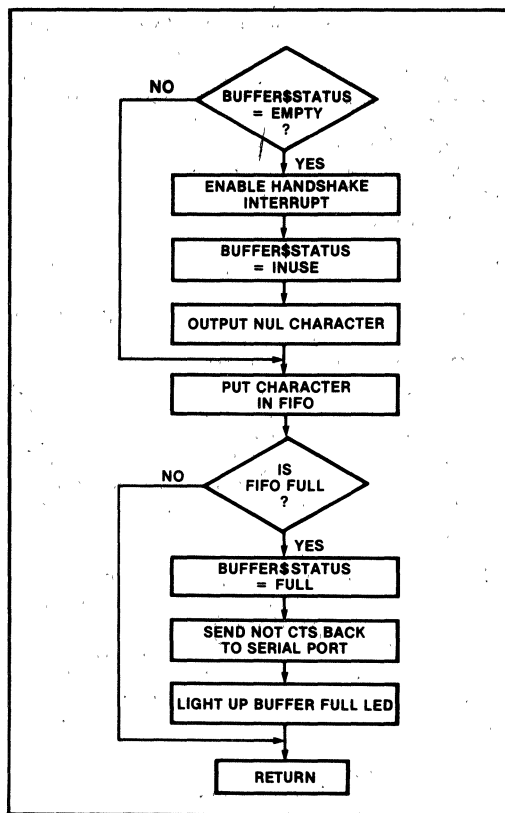 NO
BUFFER$STATUS
= EMPTY
?
YES
ENABLE HANDSHAKE
INTERRUPT
BUFFER$STATUS
= INUSE
OUTPUT NUL CHARACTER
PUT CHARACTER
IN FIFO
NO
IS
FIFO FULL
?
YES
BUFFER$STATUS
= FULL
SEND NOT CTS BACK
TO SERIAL PORT
LIGHT UP BUFFER FULL LED
RETURN